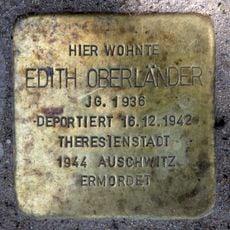 HIER WOHNTE
EDITH OBERLÄNDER
JG. 1936
DEPORTIERT 16.12.1942
THERESIENSTADT
1944 AUSCHWITZ
ERMORDET